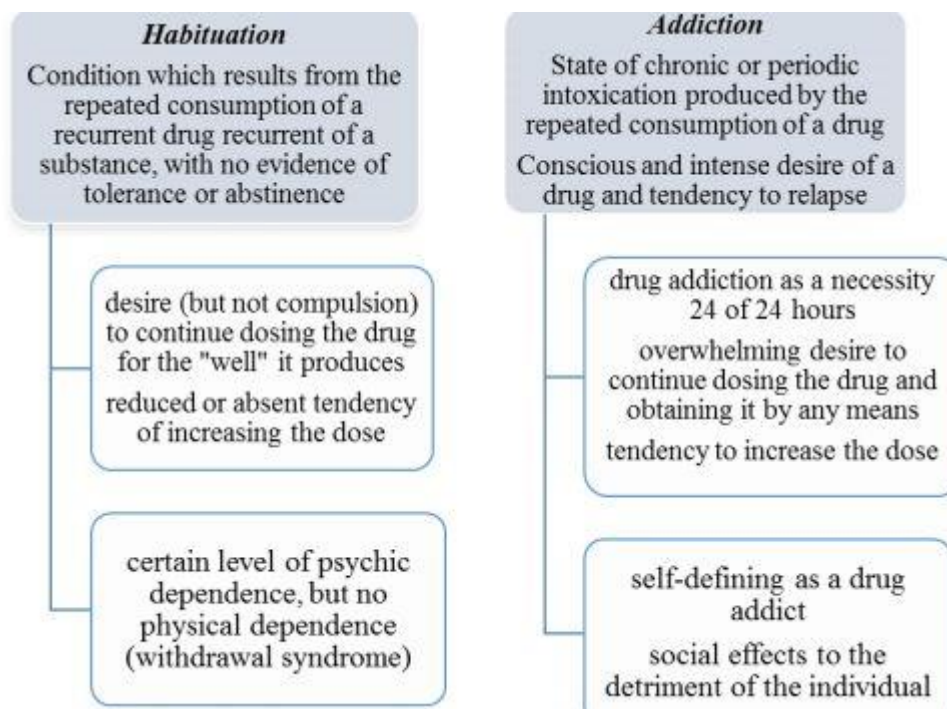 Habituation
Condition which results from the
repeated consumption of a
recurrent drug recurrent of a
substance, with no evidence of
tolerance or abstinence
desire (but not compulsion)
to continue dosing the drug
for the "well" it produces
reduced or absent tendency
of increasing the dose
certain level of psychic
dependence, but no
physical dependence
(withdrawal syndrome)
Addiction
State of chronic or periodic
intoxication produced by the
repeated consumption of a drug
Conscious and intense desire of a
drug and tendency to relapse
drug addiction as a necessity
24 of 24 hours
overwhelming desire to
continue dosing the drug and
obtaining it by any means
tendency to increase the dose
self-defining as a drug
addict
social effects to the
detriment of the individual